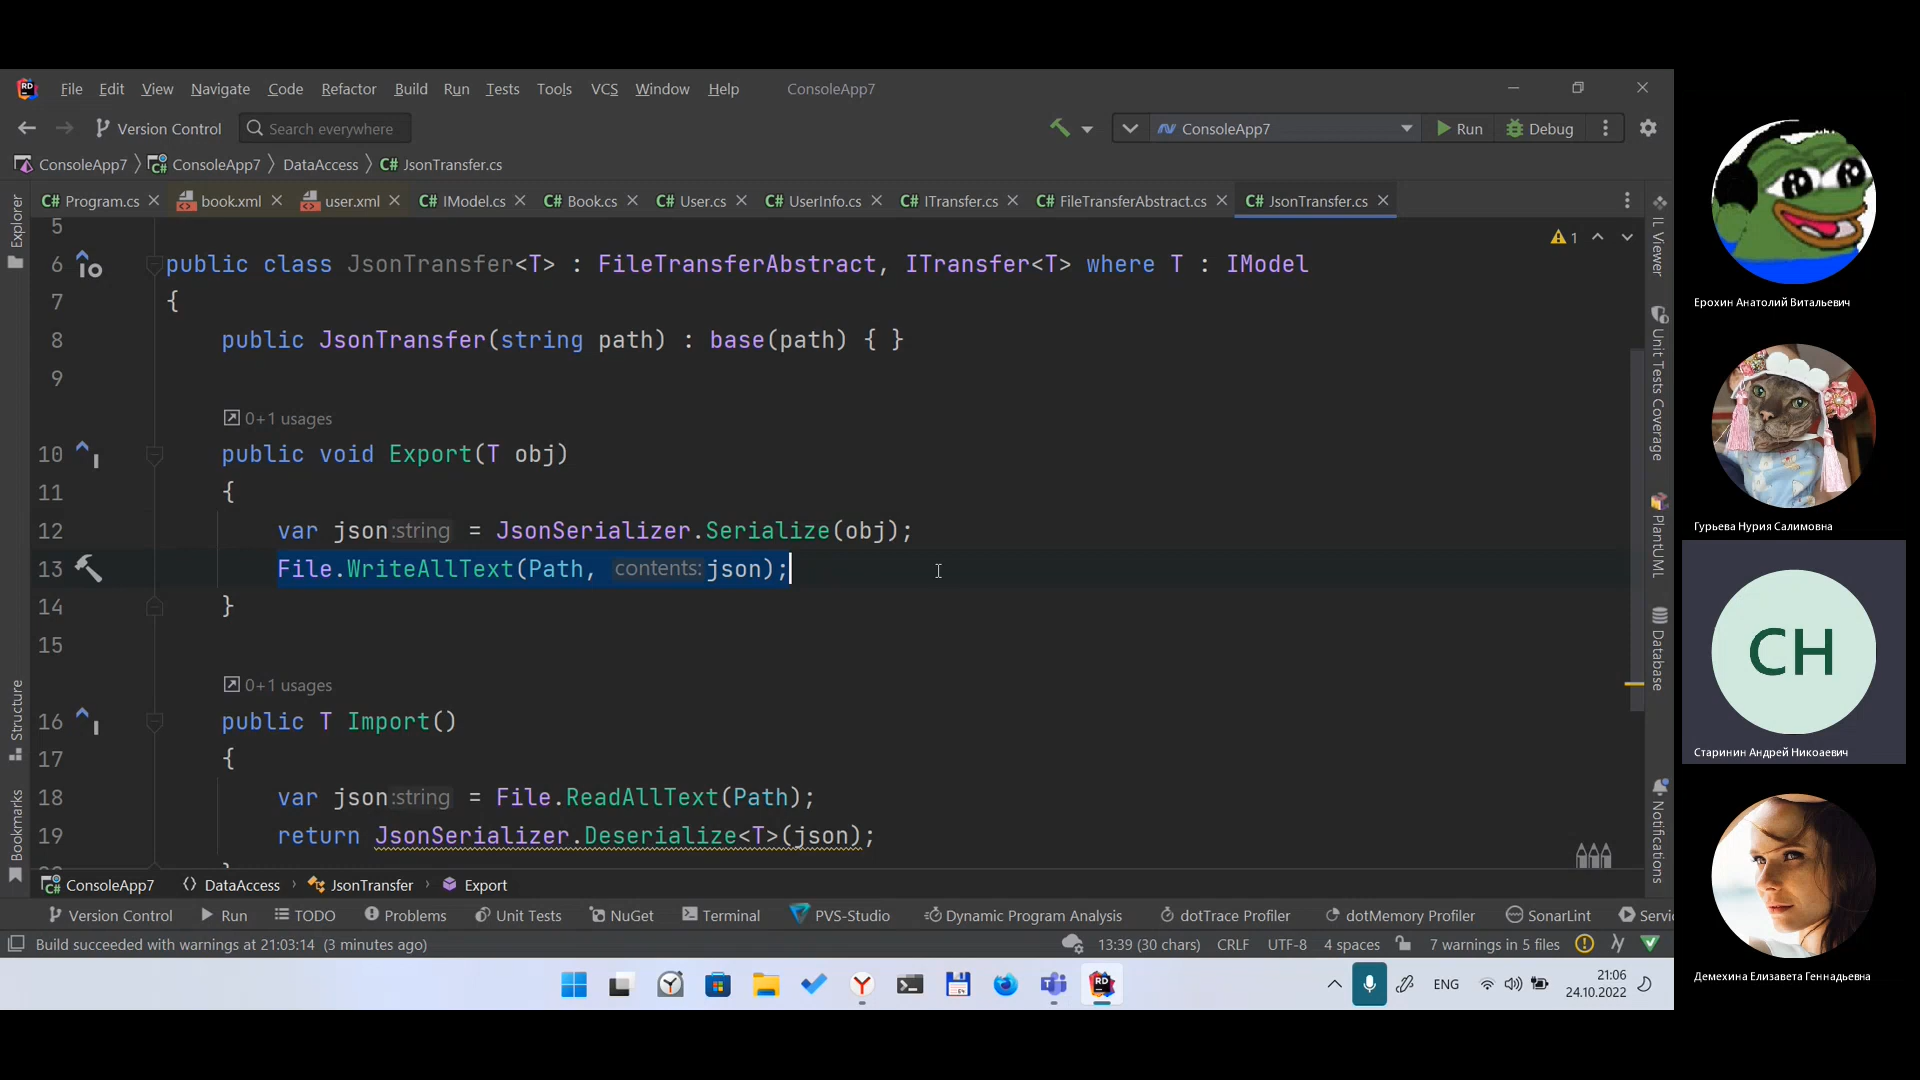 File Edit View Navigate Code Refactor Build Run Tests Tools VCS Window Help ConsoleApp7
Version Control Search everywhere ConsoleApp7 Run Debug
ConsoleApp7 ConsoleApp7 DataAccess C# JsonTransfer.cs
C# Program.cs book.xml user.xml C# IModel.cs C# Book.cs C# User.cs C# UserInfo.cs C# ITransfer.cs C# FileTransferAbstract.cs C# JsonTransfer.cs
5
1
6 public class JsonTransfer<T> : FileTransferAbstract, ITransfer<T> where T : IModel
7 {
8 public JsonTransfer(string path) : base(path) { }
9
0+1 usages
10 public void Export(T obj)
11 {
12 var json:string = JsonSerializer.Serialize(obj);
13 File.WriteAllText(Path, contents:json);
14 }
15
0+1 usages
16 public T Import()
17 {
18 var json:string = File.ReadAllText(Path);
19 return JsonSerializer.Deserialize<T>(json);
Explorer
Structure
Bookmarks
IL Viewer
Unit Tests Coverage
PlantUML
Database
Notifications
ConsoleApp7 DataAccess JsonTransfer Export
Version Control Run TODO Problems Unit Tests NuGet Terminal PVS-Studio Dynamic Program Analysis dotTrace Profiler dotMemory Profiler SonarLint Servi
Build succeeded with warnings at 21:03:14 (3 minutes ago) 13:39 (30 chars) CRLF UTF-8 4 spaces 7 warnings in 5 files
ENG 21:06
24.10.2022
Ерохин Анатолий Витальевич
Гурьева Нурия Салимовна
СН
Старинин Андрей Никоаевич
Демехина Елизавета Геннадьевна